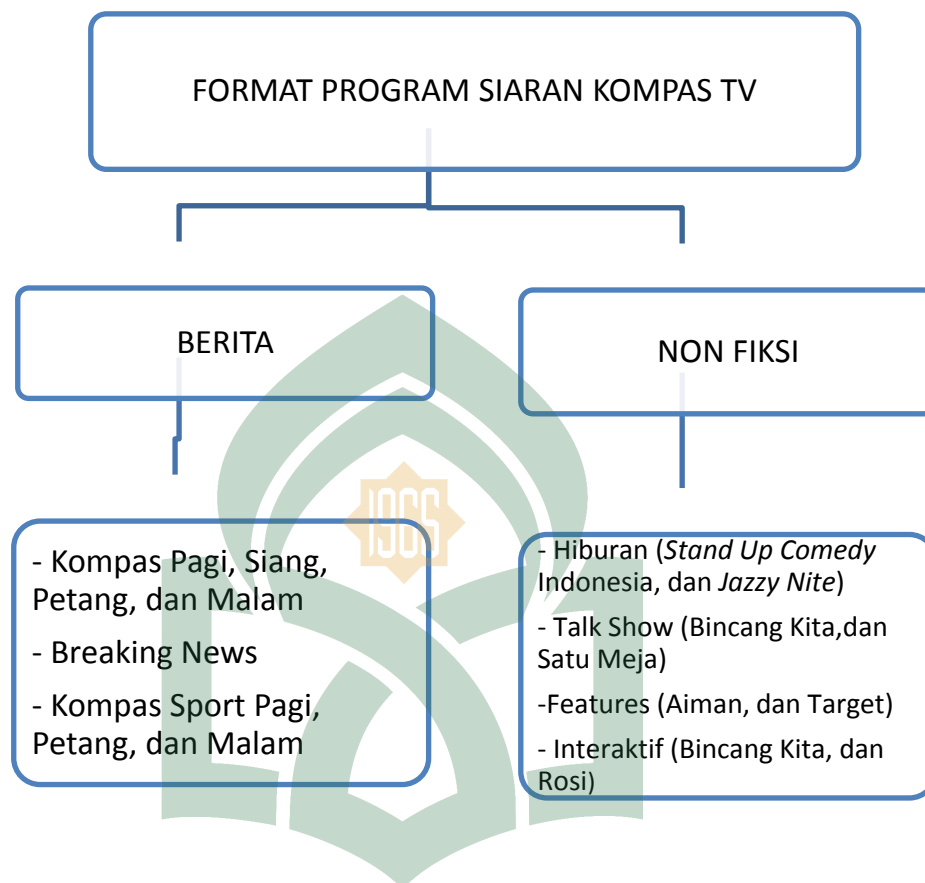 FORMAT PROGRAM SIARAN KOMPAS TV
BERITA
NON FIKSI
- Kompas Pagi, Siang,
Petang, dan Malam
- Breaking News
- Kompas Sport Pagi,
Petang, dan Malam
- Hiburan (Stand Up Comedy
Indonesia, dan Jazzy Nite)
- Talk Show (Bincang Kita,dan
Satu Meja)
-Features (Aiman, dan Target)
- Interaktif (Bincang Kita, dan
Rosi)
1965